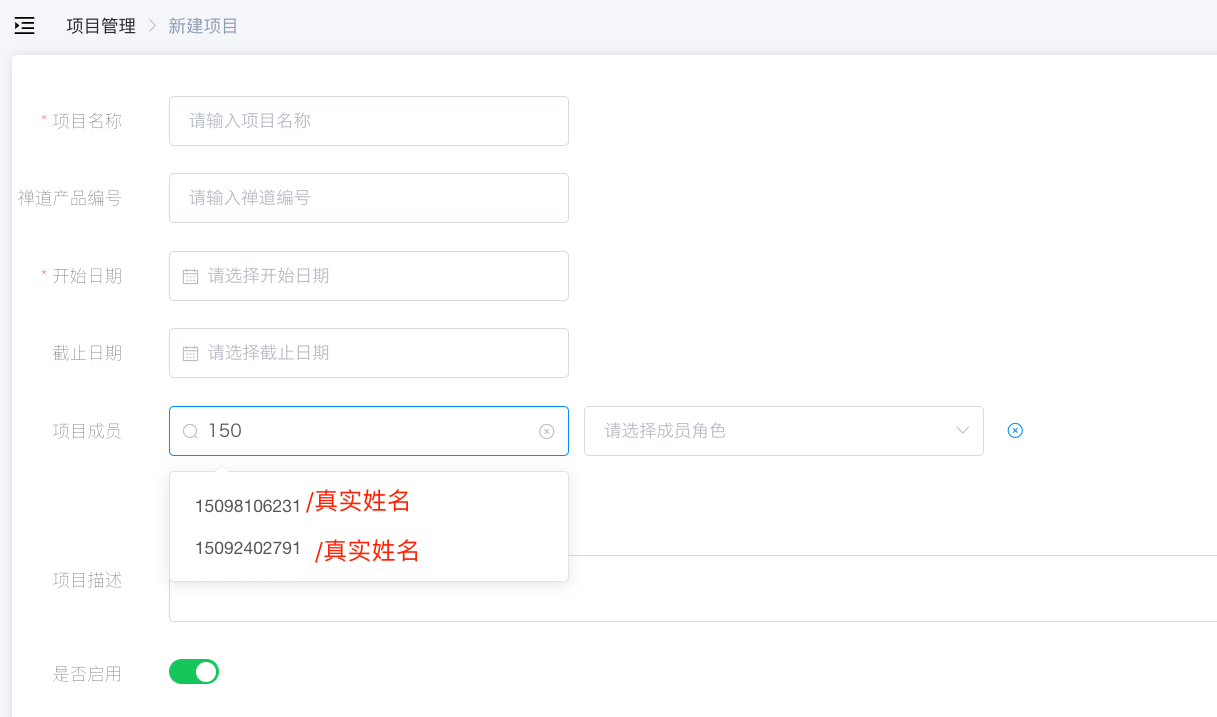 项目管理 > 新建项目
* 项目名称 请输入项目名称
禅道产品编号 请输入禅道编号
* 开始日期 请选择开始日期
截止日期 请选择截止日期
项目成员 150 请选择成员角色
15098106231 /真实姓名
15092402791 /真实姓名
项目描述
是否启用